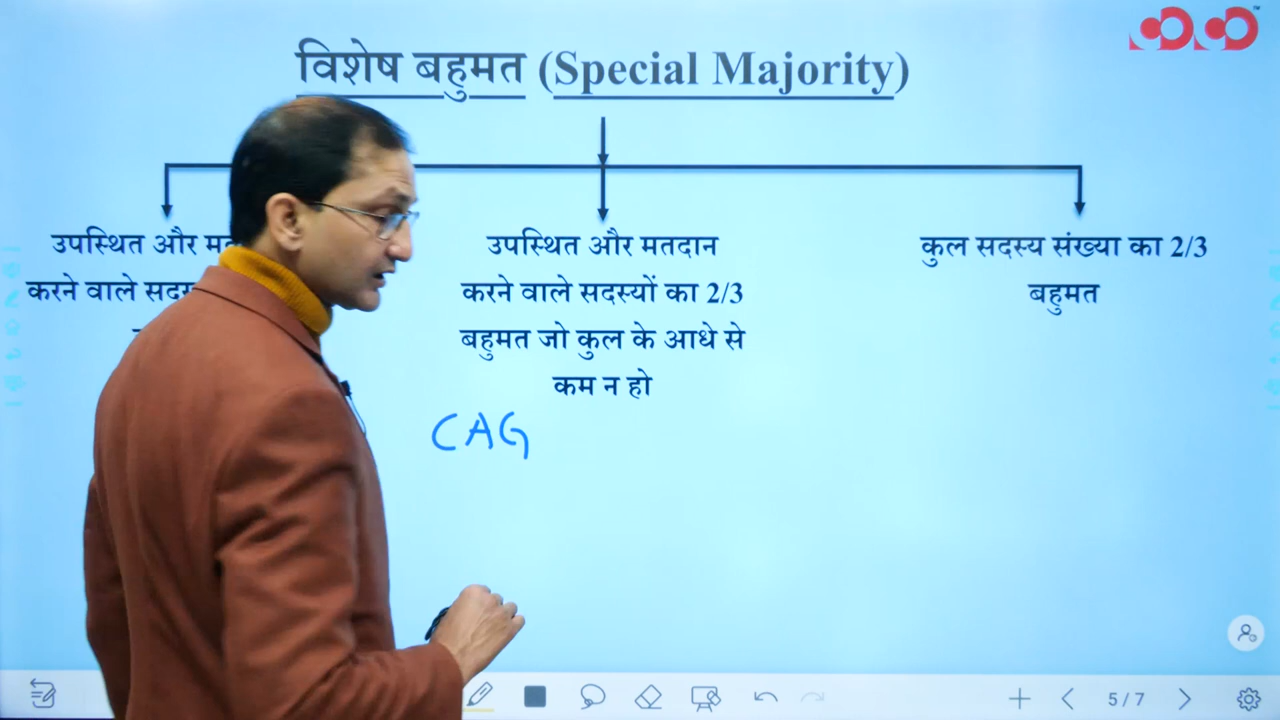 विशेष बहुमत (Special Majority)
उपस्थित और
करने वाले
उपस्थित और मतदान
करने वाले सदस्यों का 2/3
बहुमत जो कुल के आधे से
कम न हो
कुल सदस्य संख्या का 2/3
बहुमत
CAG
5 / 7